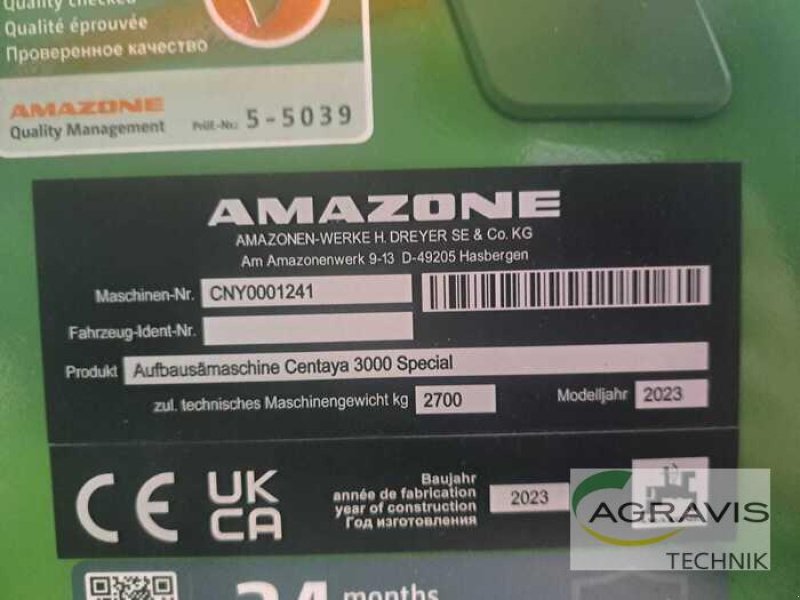 Quality checked
Qualité éprouvée
Проверенное качество
AMAZONE
Quality Management
Prüf.-Nr.: 5-5039
AMAZONE
AMAZONEN-WERKE H. DREYER SE & Co. KG
Am Amazonenwerk 9-13 D-49205 Hasbergen
Maschinen-Nr. CNY0001241
Fahrzeug-Ident-Nr.
Produkt Aufbausämaschine Centaya 3000 Special
zul. technisches Maschinengewicht kg 2700 Modelljahr 2023
CE UK CA
Baujahr
année de fabrication
year of construction
Год изготовления
2023
AGRAVIS
TECHNIK
24 months